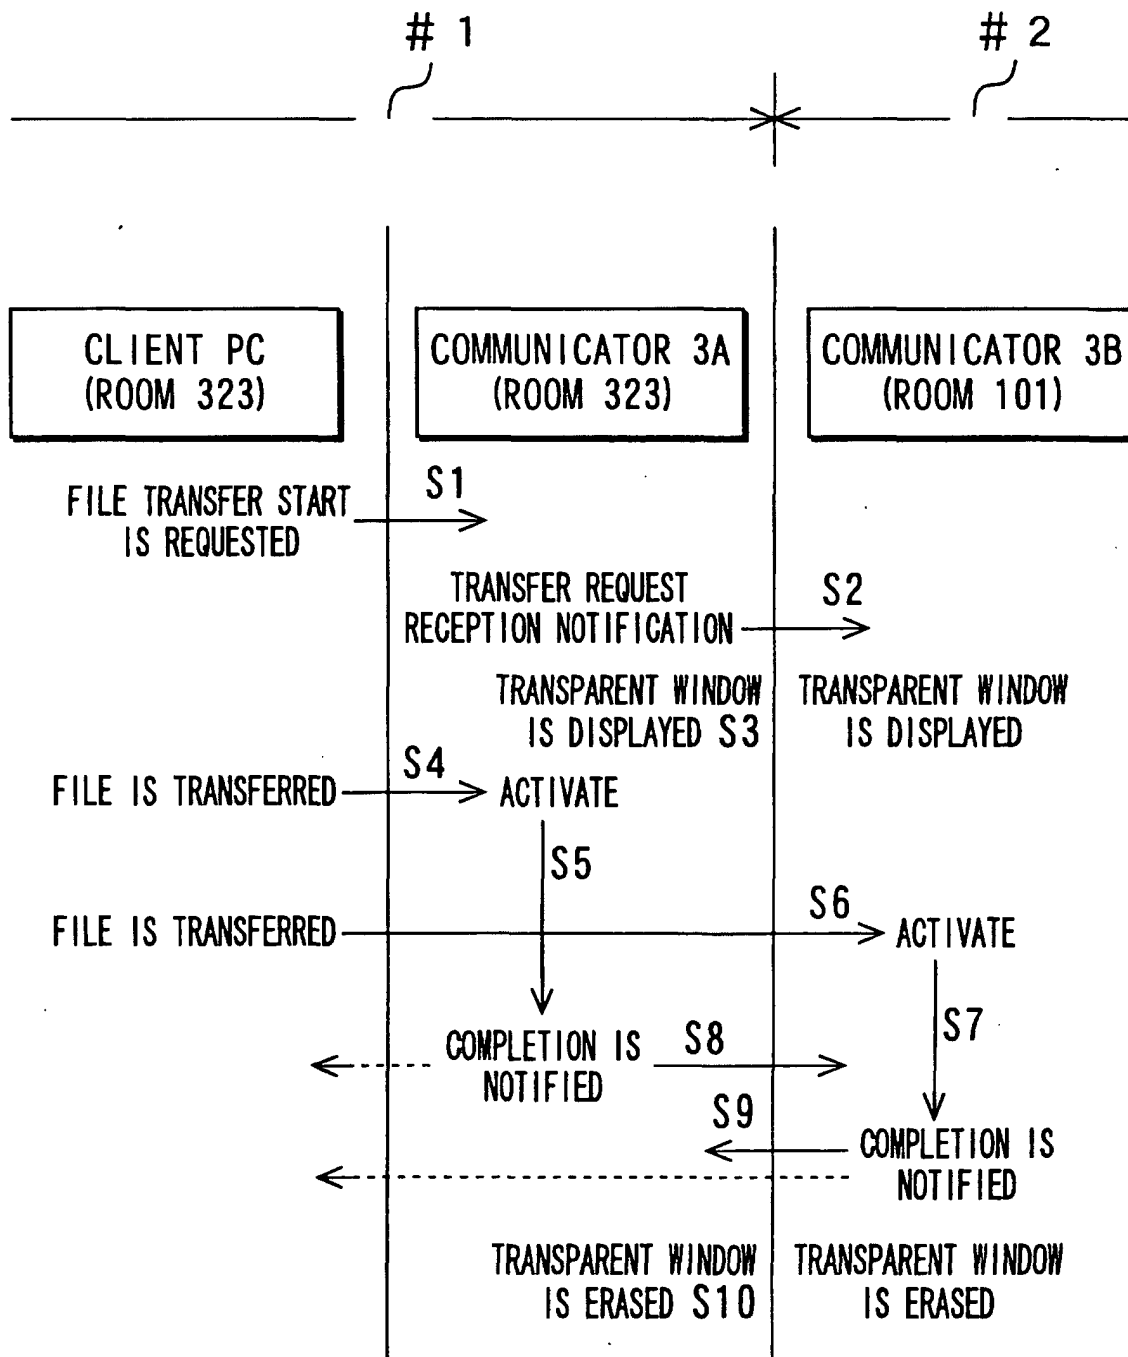 # 1
# 2
CLIENT PC
(ROOM 323)
COMMUNICATOR 3A
(ROOM 323)
COMMUNICATOR 3B
(ROOM 101)
FILE TRANSFER START
IS REQUESTED
S1
TRANSFER REQUEST
RECEPTION NOTIFICATION
S2
TRANSPARENT WINDOW
IS DISPLAYED S3
TRANSPARENT WINDOW
IS DISPLAYED
FILE IS TRANSFERRED
S4
ACTIVATE
S5
FILE IS TRANSFERRED
S6
ACTIVATE
S7
COMPLETION IS
NOTIFIED
S8
S9
COMPLETION IS
NOTIFIED
TRANSPARENT WINDOW
IS ERASED S10
TRANSPARENT WINDOW
IS ERASED